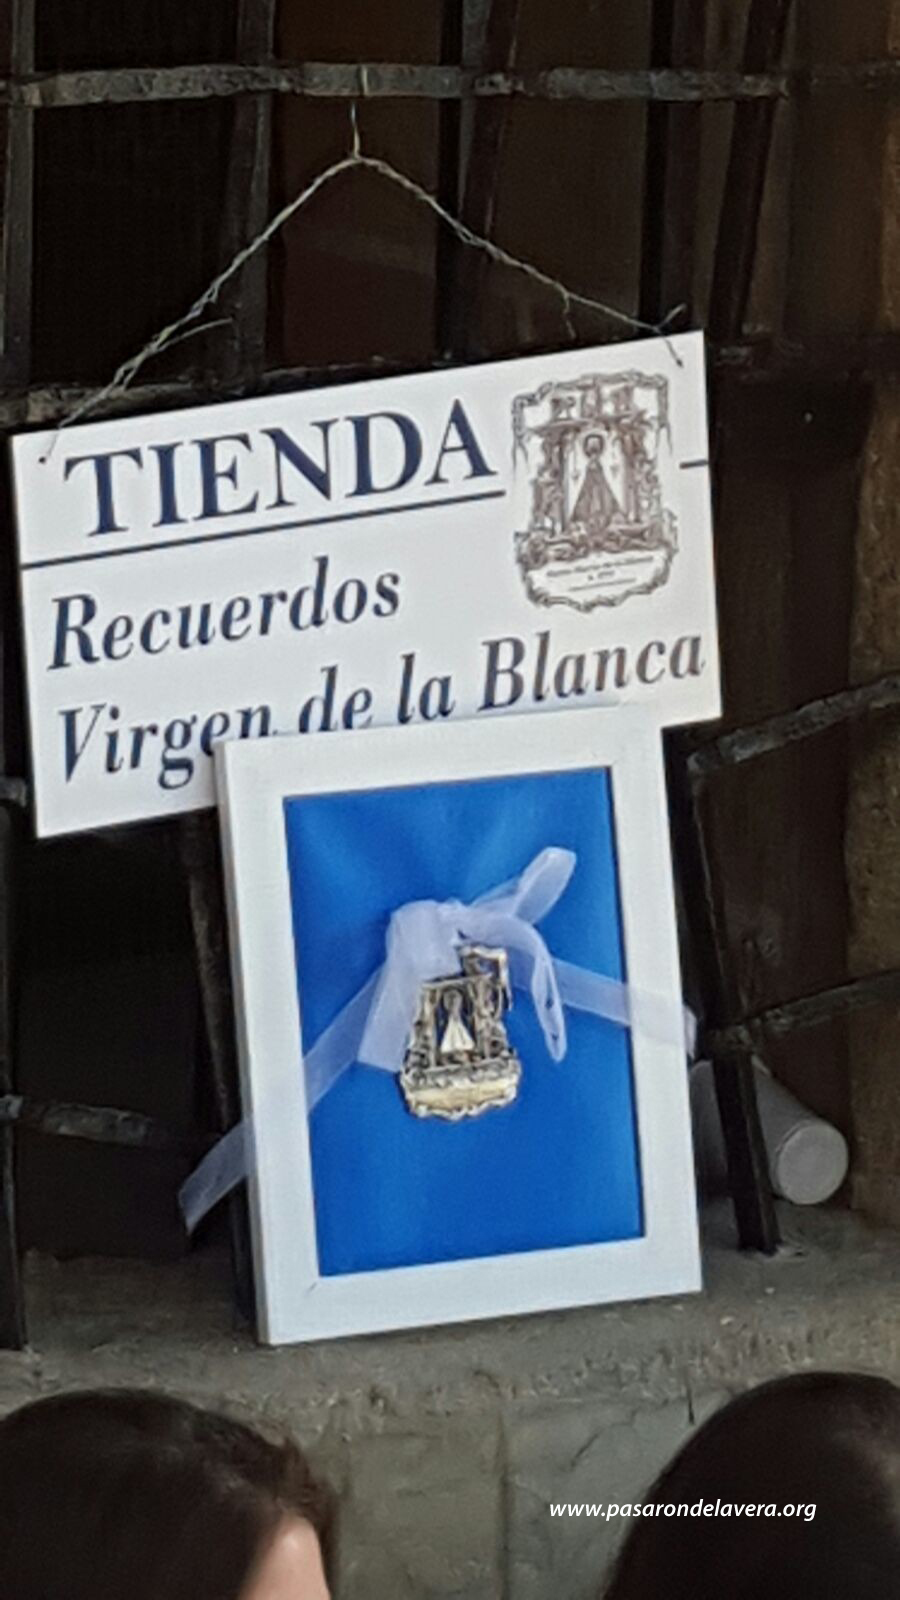 TIENDA
Recuerdos
Virgen de la Blanca
www.pasarondelavera.org